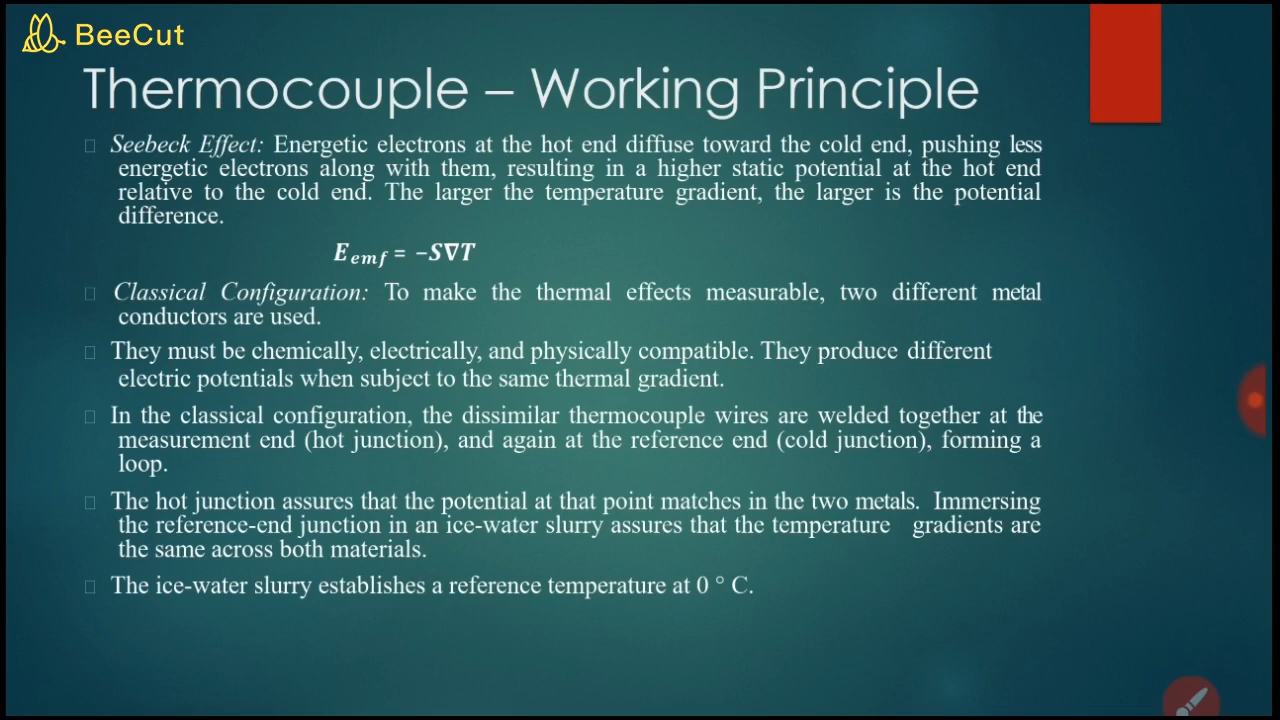 BeeCut
Thermocouple – Working Principle
Seebeck Effect: Energetic electrons at the hot end diffuse toward the cold end, pushing less
energetic electrons along with them, resulting in a higher static potential at the hot end
relative to the cold end. The larger the temperature gradient, the larger is the potential
difference.
E_emf = −S∇T
Classical Configuration: To make the thermal effects measurable, two different metal
conductors are used.
They must be chemically, electrically, and physically compatible. They produce different
electric potentials when subject to the same thermal gradient.
In the classical configuration, the dissimilar thermocouple wires are welded together at the
measurement end (hot junction), and again at the reference end (cold junction), forming a
loop.
The hot junction assures that the potential at that point matches in the two metals. Immersing
the reference-end junction in an ice-water slurry assures that the temperature gradients are
the same across both materials.
The ice-water slurry establishes a reference temperature at 0 ° C.